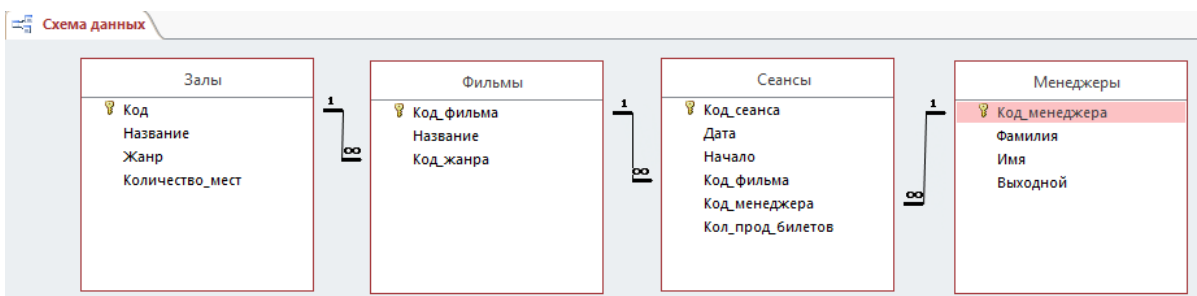 Схема данных
Залы
Код
Название
Жанр
Количество_мест
1
∞
Фильмы
Код_фильма
Название
Код_жанра
1
∞
Сеансы
Код_сеанса
Дата
Начало
Код_фильма
Код_менеджера
Кол_прод_билетов
1
∞
Менеджеры
Код_менеджера
Фамилия
Имя
Выходной